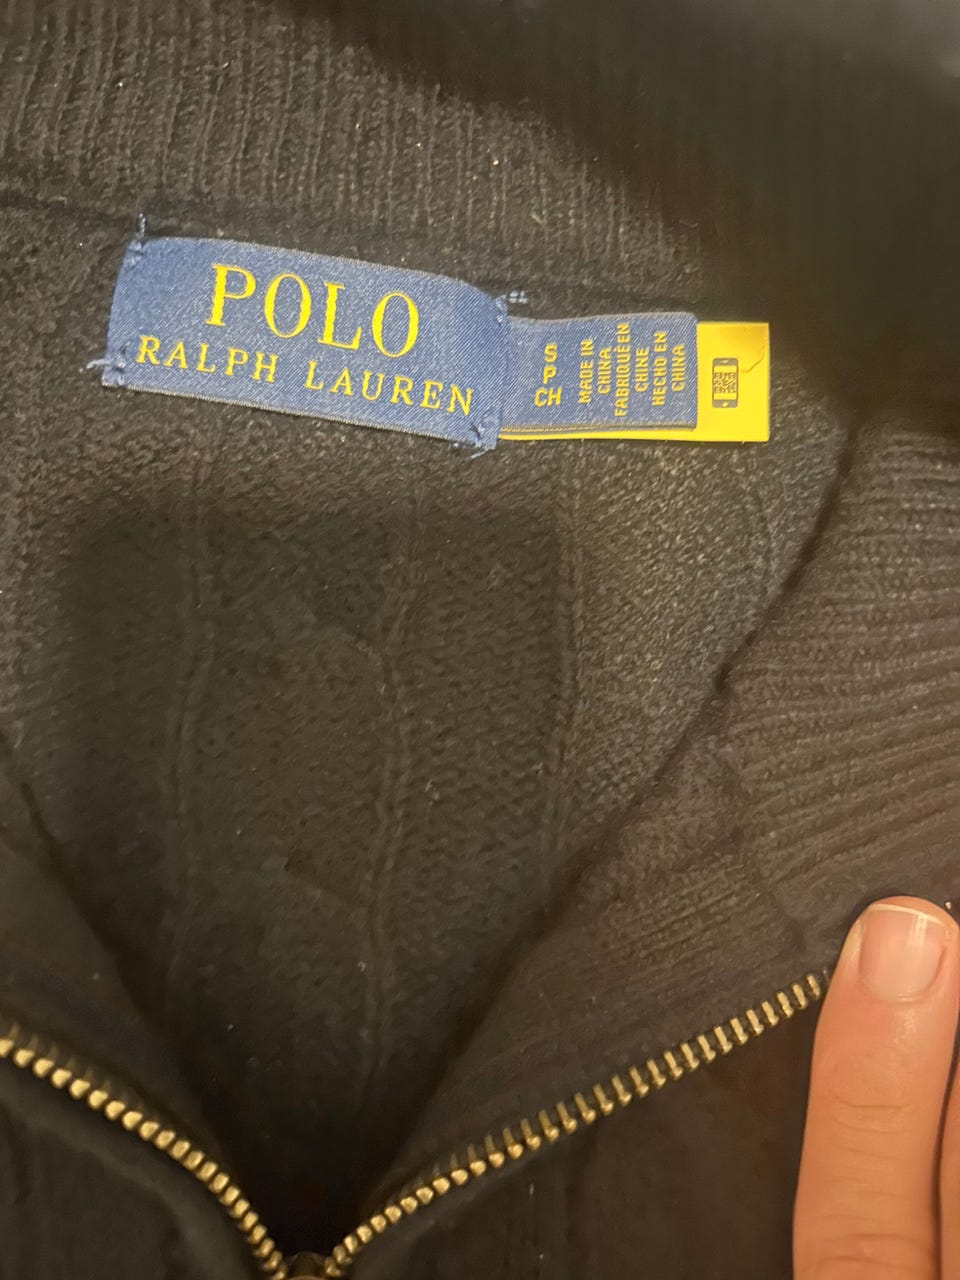 POLO
RALPH LAUREN
S
P
CH
MADE IN
CHINA
FABRIQUÉ EN
CHINE
HECHO EN
CHINA